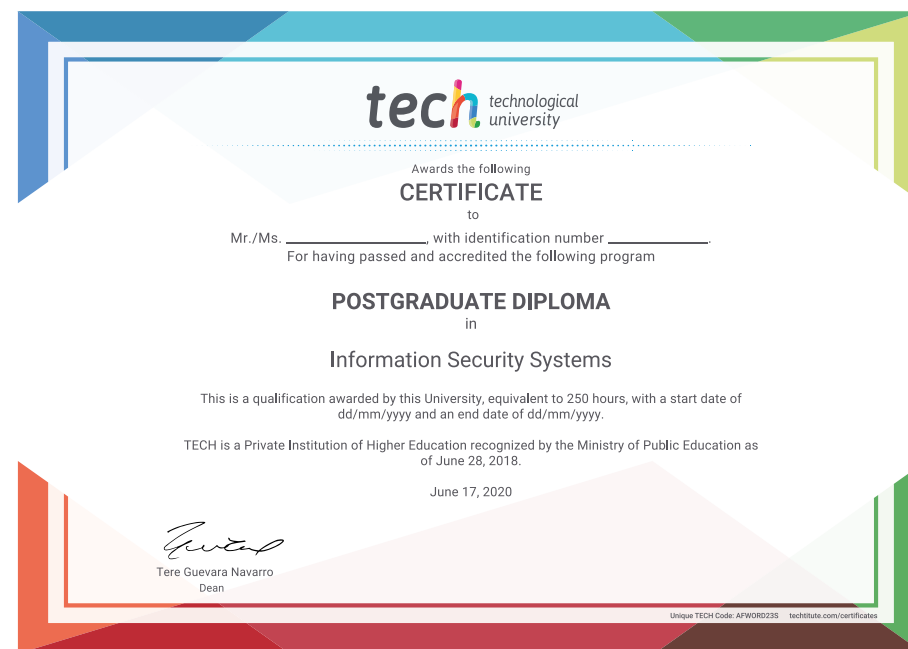 tech technological
university
Awards the following
CERTIFICATE
to
Mr./Ms. ____________, with identification number ____________.
For having passed and accredited the following program
POSTGRADUATE DIPLOMA
in
Information Security Systems
This is a qualification awarded by this University, equivalent to 250 hours, with a start date of
dd/mm/yyyy and an end date of dd/mm/yyyy.
TECH is a Private Institution of Higher Education recognized by the Ministry of Public Education as
of June 28, 2018.
June 17, 2020
Tere Guevara Navarro
Dean
Unique TECH Code: AFWORD23S techtitute.com/certificates